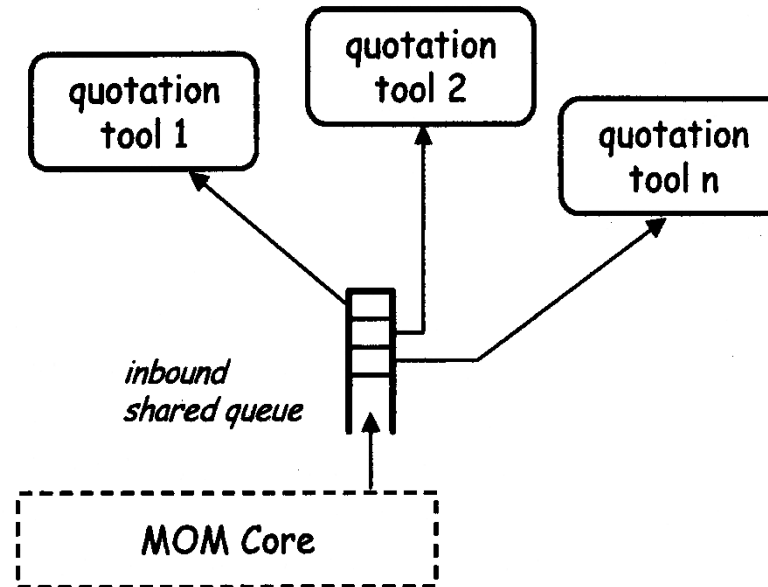 quotation
tool 1
quotation
tool 2
quotation
tool n
inbound
shared queue
MOM Core